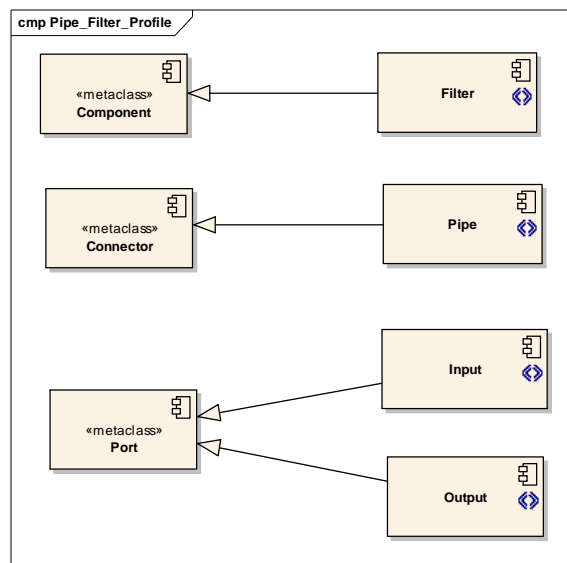 cmp Pipe_Filter_Profile
«metaclass»
Component
Filter
«metaclass»
Connector
Pipe
«metaclass»
Port
Input
Output